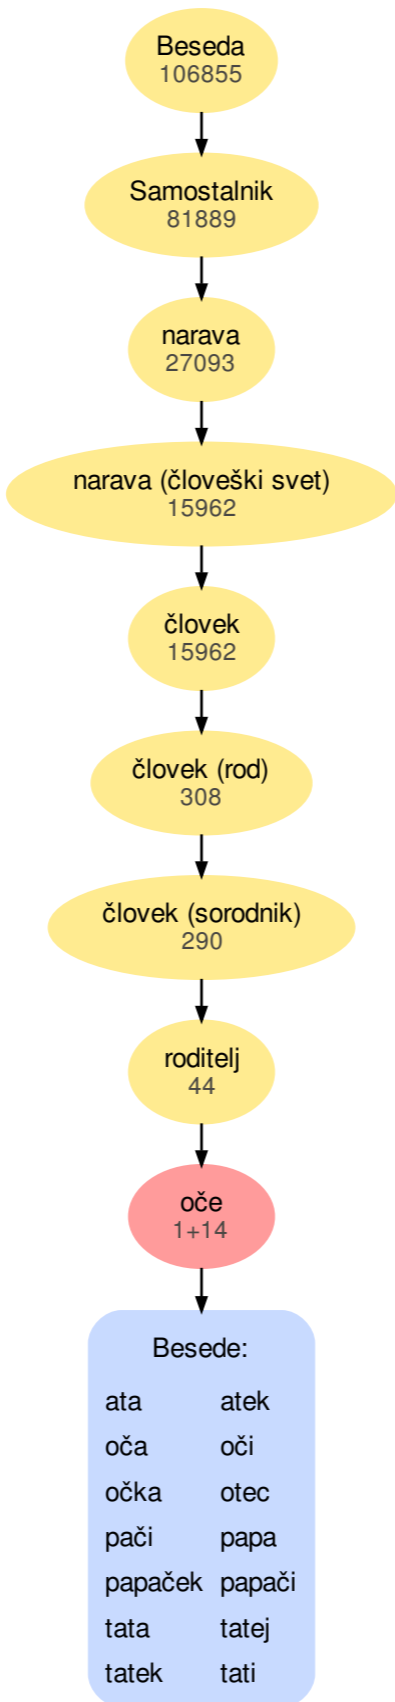 Beseda
106855
Samostalnik
81889
narava
27093
narava (človeški svet)
15962
človek
15962
človek (rod)
308
človek (sorodnik)
290
roditelj
44
oče
1+14
Besede:
ata atek
oča oči
očka otec
pači papa
papaček papači
tata tatej
tatek tati